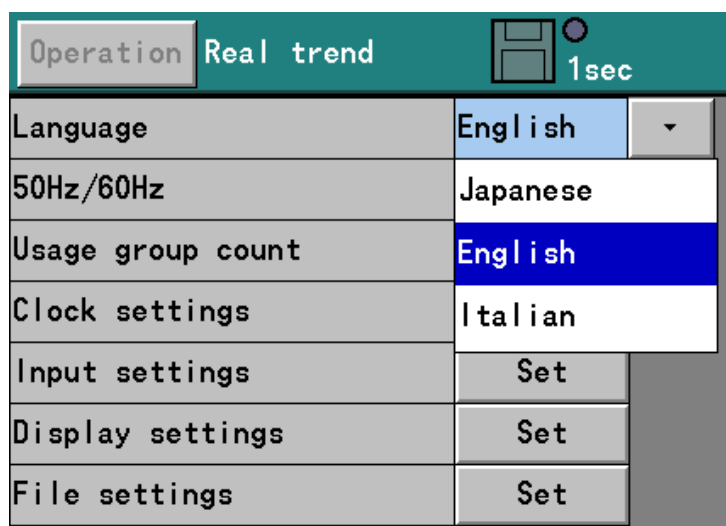 Operation Real trend 1sec
Language English
50Hz/60Hz Japanese
Usage group count English
Clock settings Italian
Input settings Set
Display settings Set
File settings Set